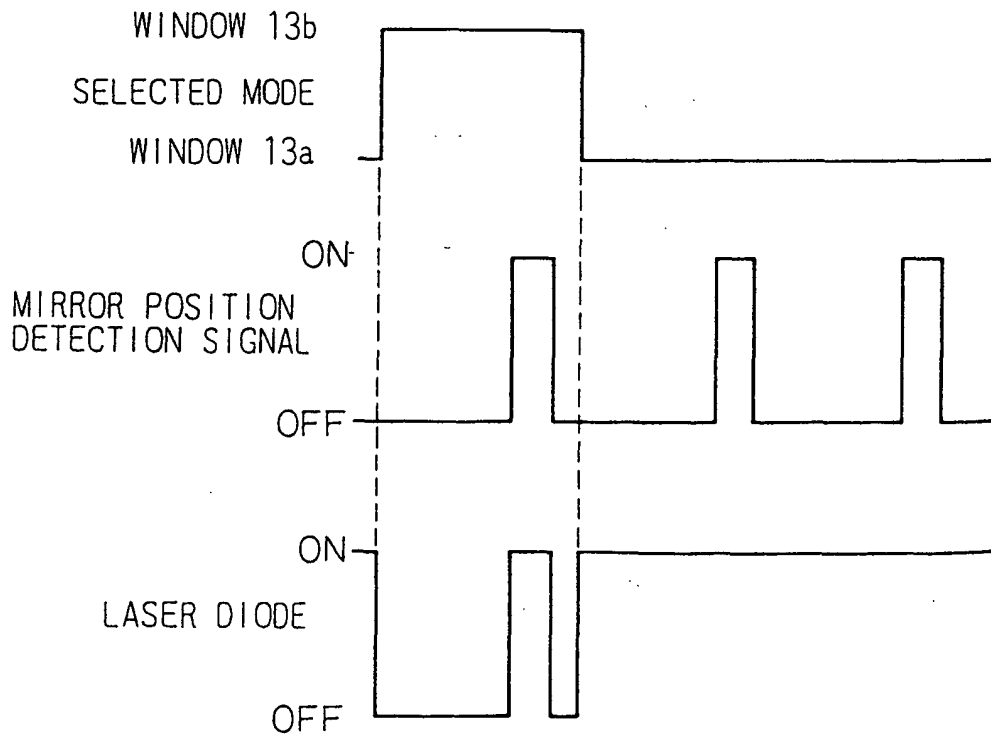 WINDOW 13b
SELECTED MODE
WINDOW 13a
ON
MIRROR POSITION
DETECTION SIGNAL
OFF
ON
LASER DIODE
OFF